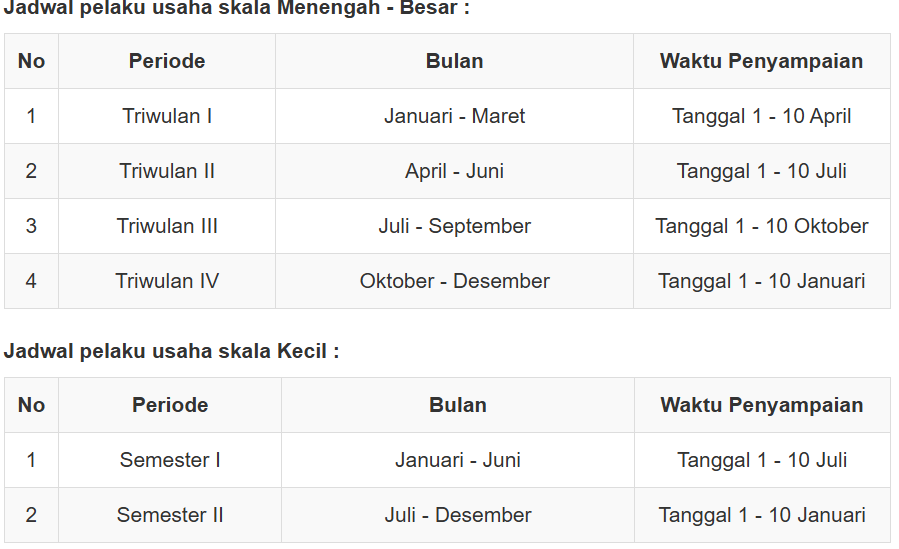 Jadwal pelaku usaha skala Menengah - Besar :
No Periode Bulan Waktu Penyampaian
1 Triwulan I Januari - Maret Tanggal 1 - 10 April
2 Triwulan II April - Juni Tanggal 1 - 10 Juli
3 Triwulan III Juli - September Tanggal 1 - 10 Oktober
4 Triwulan IV Oktober - Desember Tanggal 1 - 10 Januari
Jadwal pelaku usaha skala Kecil :
No Periode Bulan Waktu Penyampaian
1 Semester I Januari - Juni Tanggal 1 - 10 Juli
2 Semester II Juli - Desember Tanggal 1 - 10 Januari